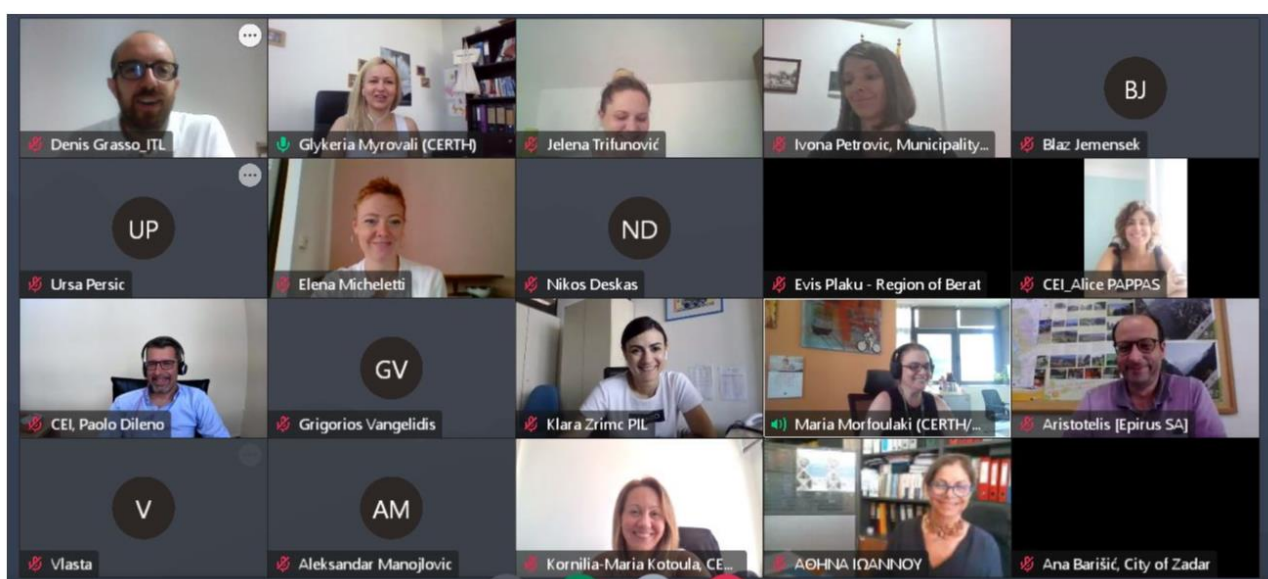 Denis Grasso_ITL
Glykeria Myrovali (CERTH)
Jelena Trifunović
Ivona Petrovic, Municipality...
BJ
Blaz Jemensek
UP
Ursa Persic
Elena Micheletti
ND
Nikos Deskas
Evis Plaku - Region of Berat
CEI_Alice PAPPAS
CEI, Paolo Dileno
GV
Grigorios Vangelidis
Klara Zrimc PIL
Maria Morfoulaki (CERTH/...
Aristotelis [Epirus SA]
V
Vlasta
AM
Aleksandar Manojlovic
Kornilia-Maria Kotoula, CE...
ΑΘΗΝΑ ΙΩΑΝΝΟΥ
Ana Barišić, City of Zadar